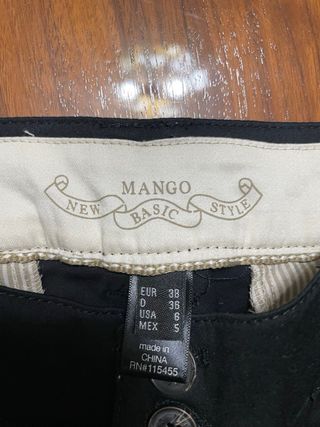 MANGO
NEW BASIC STYLE
EUR 38
D 36
USA 6
MEX 5
made in
CHINA
RN#115455